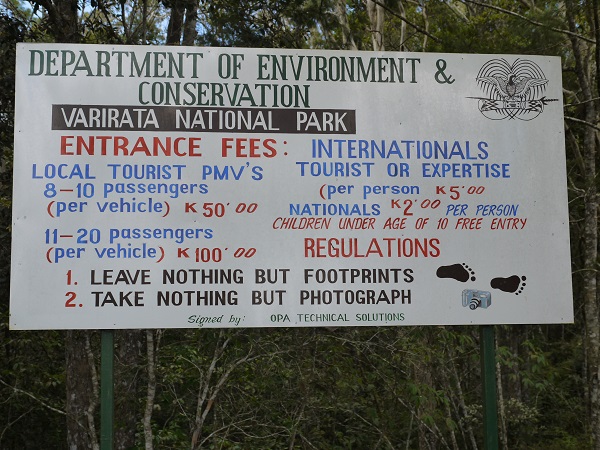 DEPARTMENT OF ENVIRONMENT &
CONSERVATION
VARIRATA NATIONAL PARK
ENTRANCE FEES:
LOCAL TOURIST PMV'S
8-10 passengers
(per vehicle) K50'00
11-20 passengers
(per vehicle) K100'00
INTERNATIONALS
TOURIST OR EXPERTISE
(per person K5'00
NATIONALS K2'00 PER PERSON
CHILDREN UNDER AGE OF 10 FREE ENTRY
REGULATIONS
1. LEAVE NOTHING BUT FOOTPRINTS
2. TAKE NOTHING BUT PHOTOGRAPH
Signed by: OPA TECHNICAL SOLUTIONS